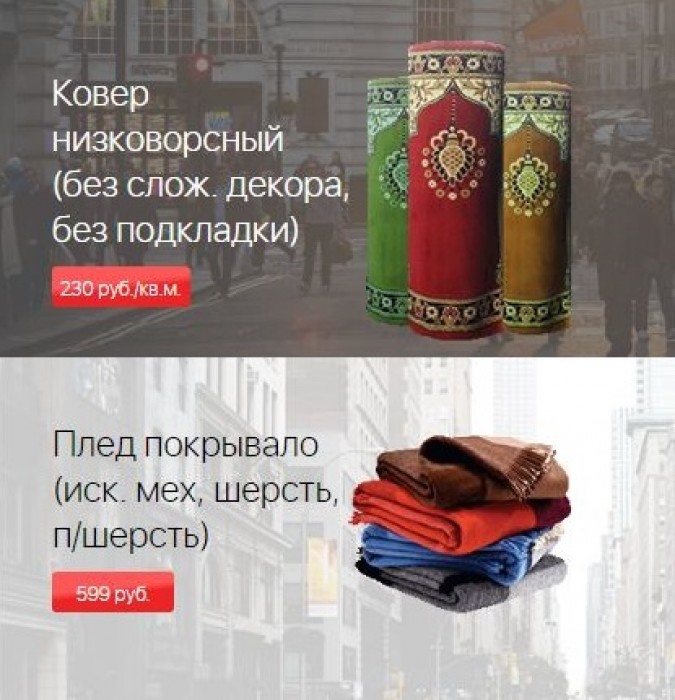 Ковер
низковорсный
(без слож. декора,
без подкладки)
230 руб./кв.м.
Плед покрывало
(иск. мех, шерсть,
п/шерсть)
599 руб.